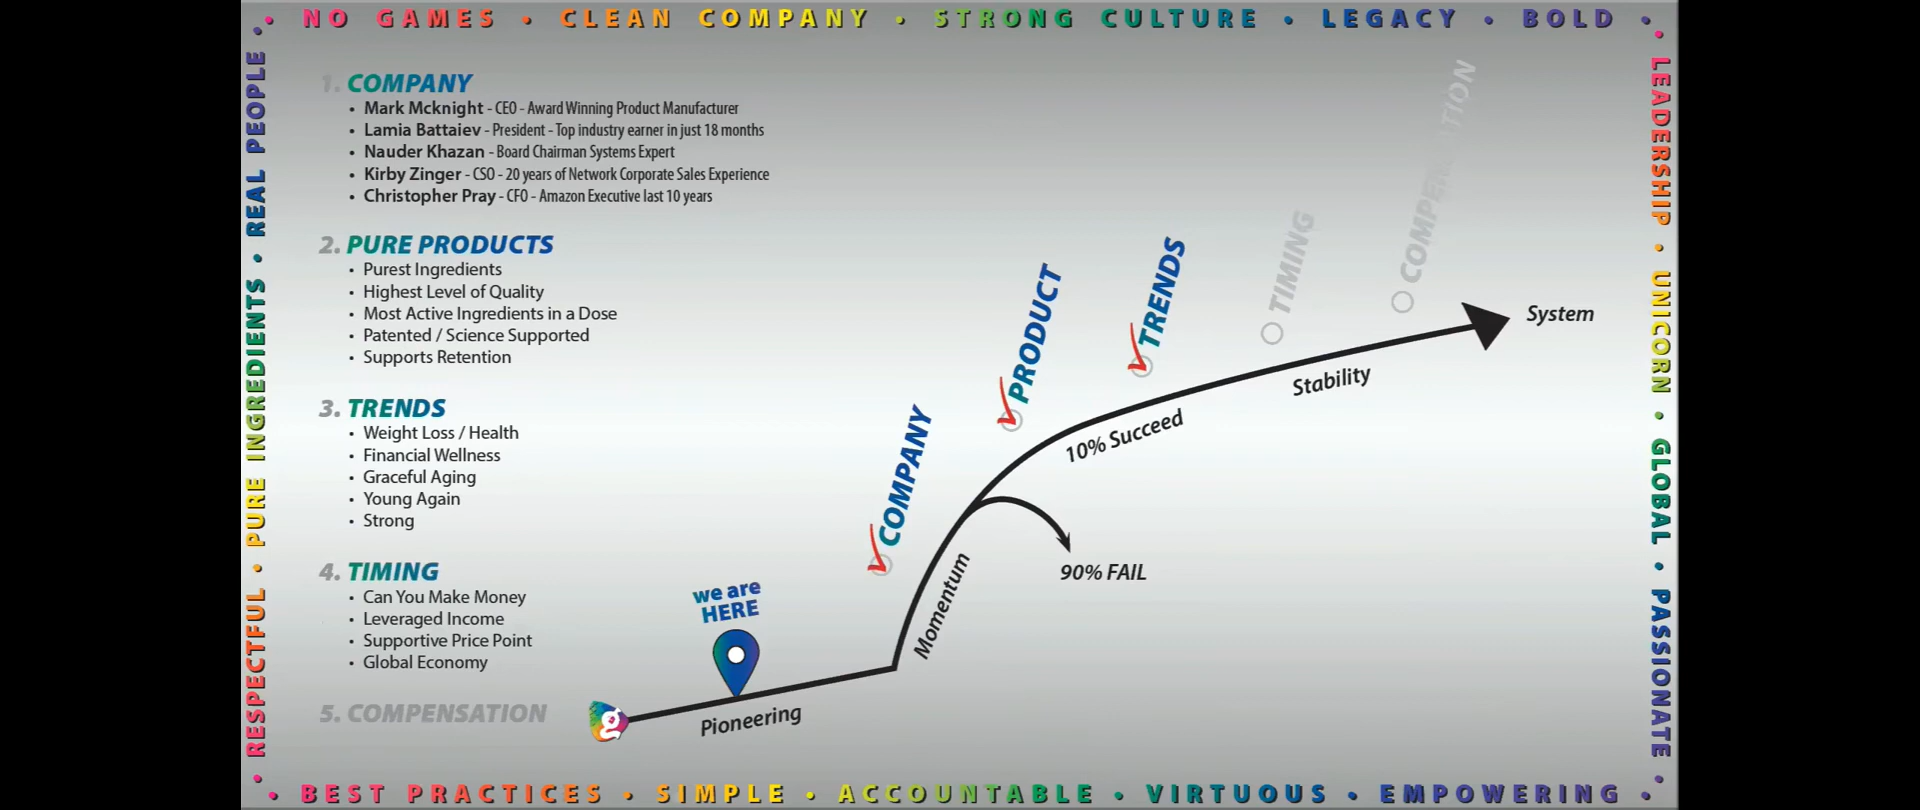 • NO GAMES • CLEAN COMPANY • STRONG CULTURE • LEGACY • BOLD •
• RESPECTFUL • PURE INGREDIENTS • REAL PEOPLE •
• LEADERSHIP • UNICORN • GLOBAL • PASSIONATE •
1. COMPANY
• Mark Mcknight - CEO - Award Winning Product Manufacturer
• Lamia Battaiev - President - Top industry earner in just 18 months
• Nauder Khazan - Board Chairman Systems Expert
• Kirby Zinger - CSO - 20 years of Network Corporate Sales Experience
• Christopher Pray - CFO - Amazon Executive last 10 years
2. PURE PRODUCTS
• Purest Ingredients
• Highest Level of Quality
• Most Active Ingredients in a Dose
• Patented / Science Supported
• Supports Retention
3. TRENDS
• Weight Loss / Health
• Financial Wellness
• Graceful Aging
• Young Again
• Strong
4. TIMING
• Can You Make Money
• Leveraged Income
• Supportive Price Point
• Global Economy
5. COMPENSATION
we are
HERE
g
Pioneering
Momentum
COMPANY
PRODUCT
TRENDS
TIMING
COMPENSATION
90% FAIL
10% Succeed
Stability
System
• BEST PRACTICES • SIMPLE • ACCOUNTABLE • VIRTUOUS • EMPOWERING •